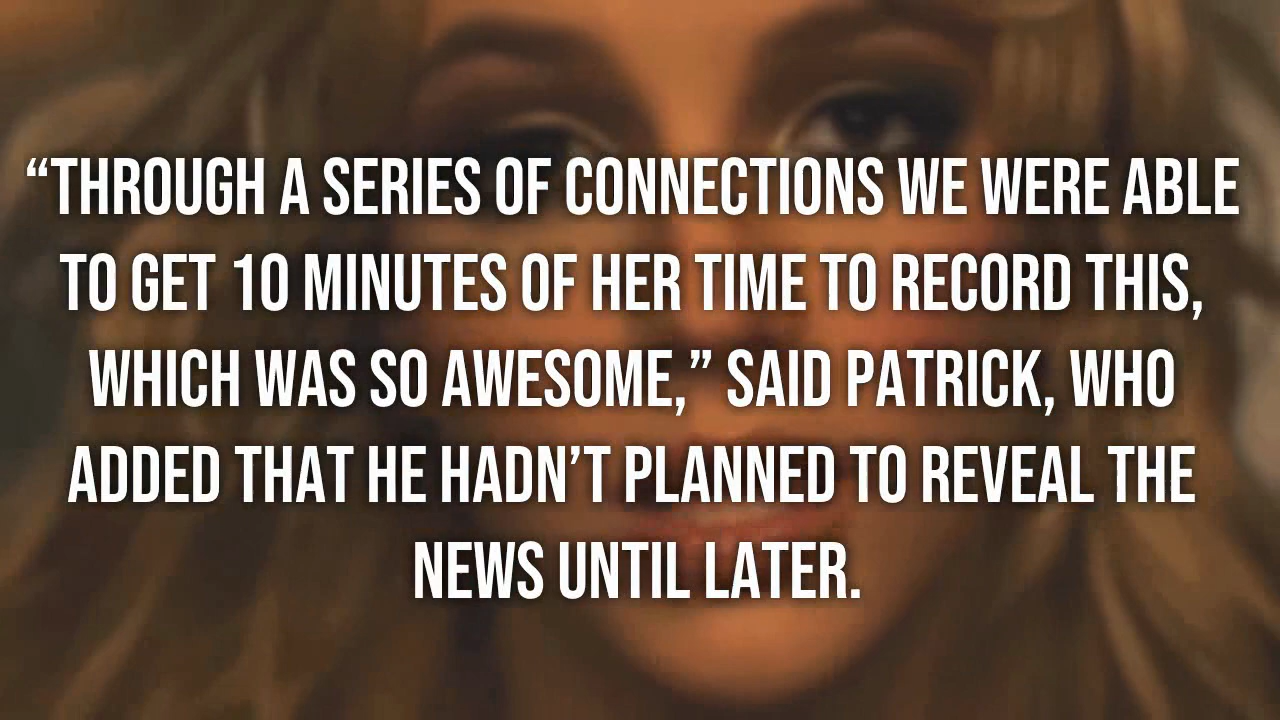 “THROUGH A SERIES OF CONNECTIONS WE WERE ABLE
TO GET 10 MINUTES OF HER TIME TO RECORD THIS,
WHICH WAS SO AWESOME,” SAID PATRICK, WHO
ADDED THAT HE HADN’T PLANNED TO REVEAL THE
NEWS UNTIL LATER.